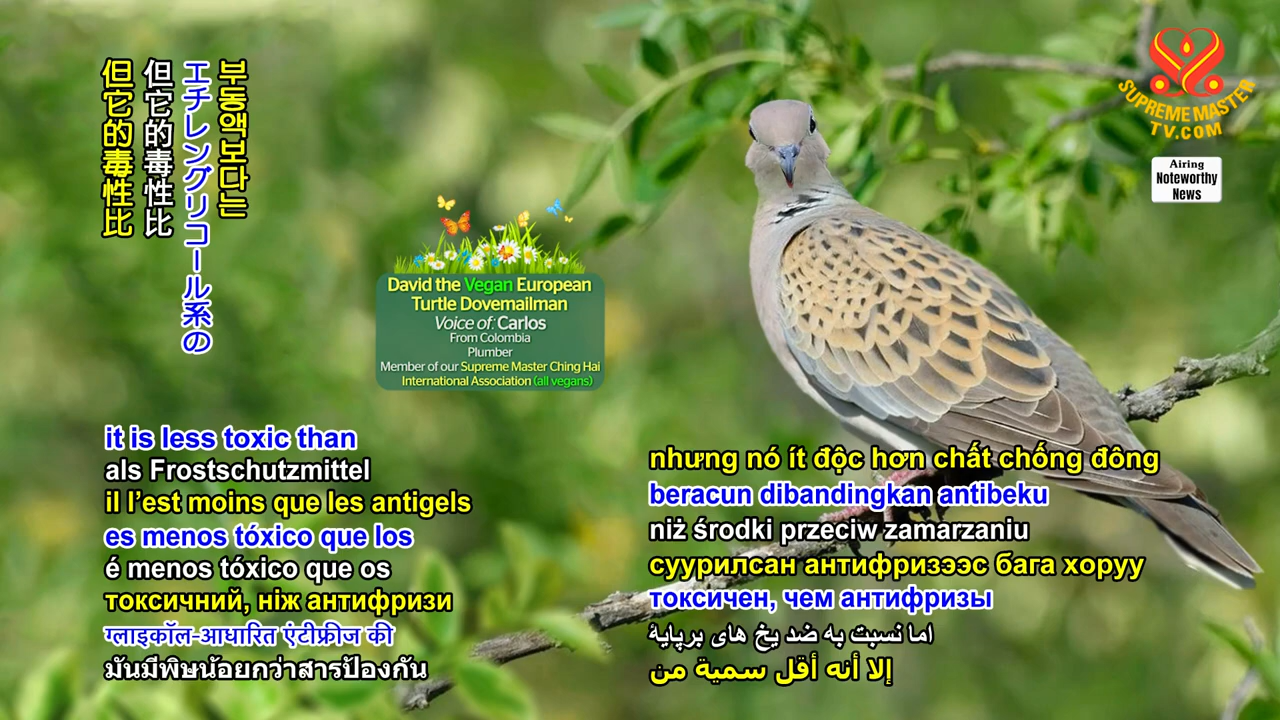 부동액보다는
エチレングリコール系の
但它的毒性比
但它的毒性比
SUPREME MASTER
TV.COM
Airing
Noteworthy
News
David the Vegan European
Turtle Dovemailman
Voice of: Carlos
From Colombia
Plumber
Member of our Supreme Master Ching Hai
International Association (all vegans)
it is less toxic than
als Frostschutzmittel
il l’est moins que les antigels
es menos tóxico que los
é menos tóxico que os
токсичний, ніж антифризи
ग्लाइकॉल-आधारित एंटीफ्रीज की
มันมีพิษน้อยกว่าสารป้องกัน
nhưng nó ít độc hơn chất chống đông
beracun dibandingkan antibeku
niż środki przeciw zamarzaniu
суурилсан антифризээс бага хоруу
токсичен, чем антифризы
اما نسبت به ضد یخ های برپایهٔ
إلا أنه أقل سمية من